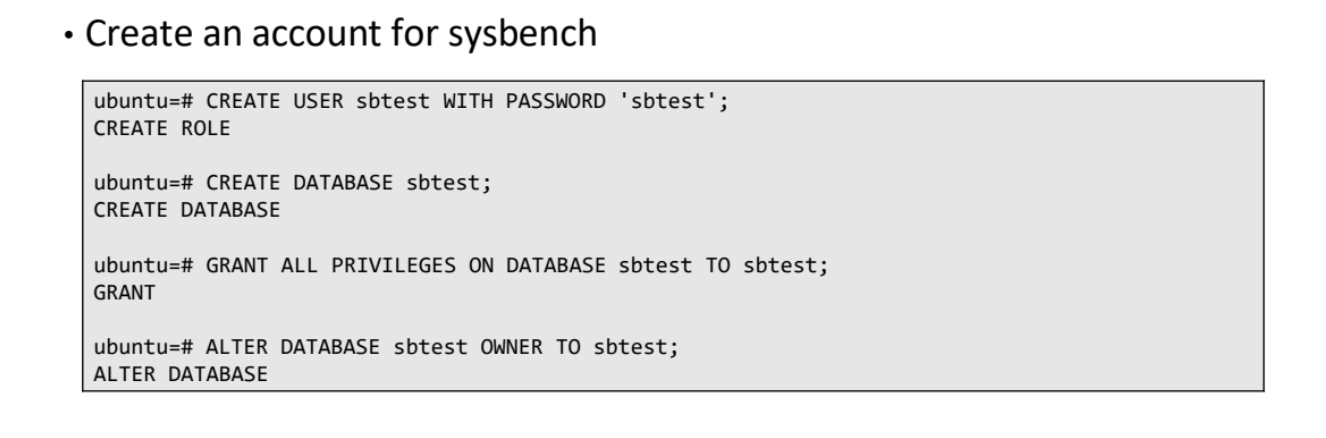 • Create an account for sysbench
ubuntu=# CREATE USER sbtest WITH PASSWORD 'sbtest';
CREATE ROLE
ubuntu=# CREATE DATABASE sbtest;
CREATE DATABASE
ubuntu=# GRANT ALL PRIVILEGES ON DATABASE sbtest TO sbtest;
GRANT
ubuntu=# ALTER DATABASE sbtest OWNER TO sbtest;
ALTER DATABASE